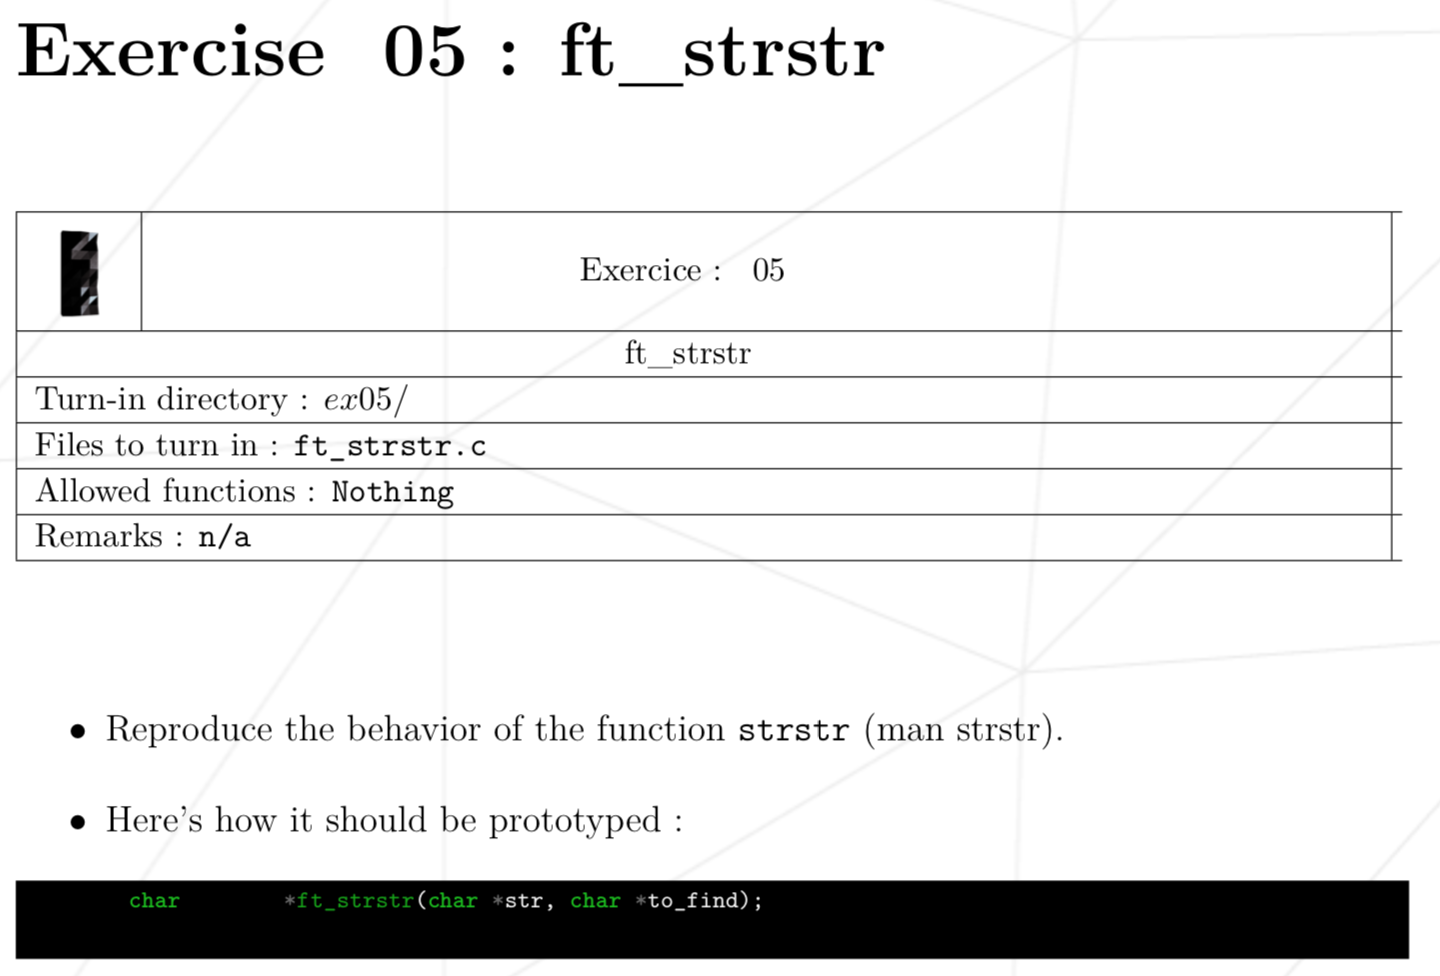 Exercise 05 : ft_strstr
Exercice : 05
ft_strstr
Turn-in directory : ex05/
Files to turn in : ft_strstr.c
Allowed functions : Nothing
Remarks : n/a
• Reproduce the behavior of the function strstr (man strstr).
• Here's how it should be prototyped :
char *ft_strstr(char *str, char *to_find);